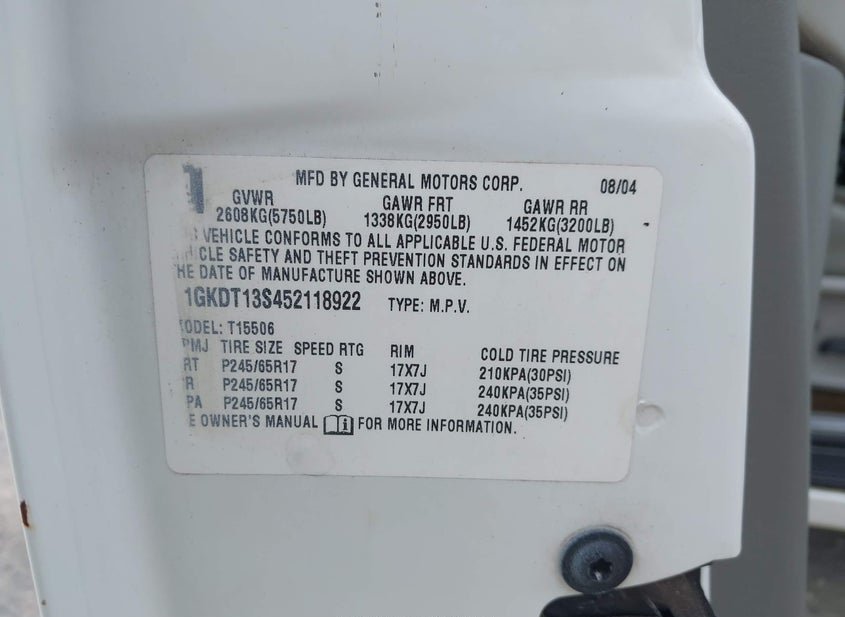 MFD BY GENERAL MOTORS CORP. 08/04
GVWR GAWR FRT GAWR RR
2608KG(5750LB) 1338KG(2950LB) 1452KG(3200LB)
S VEHICLE CONFORMS TO ALL APPLICABLE U.S. FEDERAL MOTOR
ICLE SAFETY AND THEFT PREVENTION STANDARDS IN EFFECT ON
HE DATE OF MANUFACTURE SHOWN ABOVE.
1GKDT13S452118922 TYPE: M.P.V.
ODEL: T15506
PMJ TIRE SIZE SPEED RTG RIM COLD TIRE PRESSURE
RT P245/65R17 S 17X7J 210KPA(30PSI)
R P245/65R17 S 17X7J 240KPA(35PSI)
PA P245/65R17 S 17X7J 240KPA(35PSI)
E OWNER'S MANUAL i FOR MORE INFORMATION.